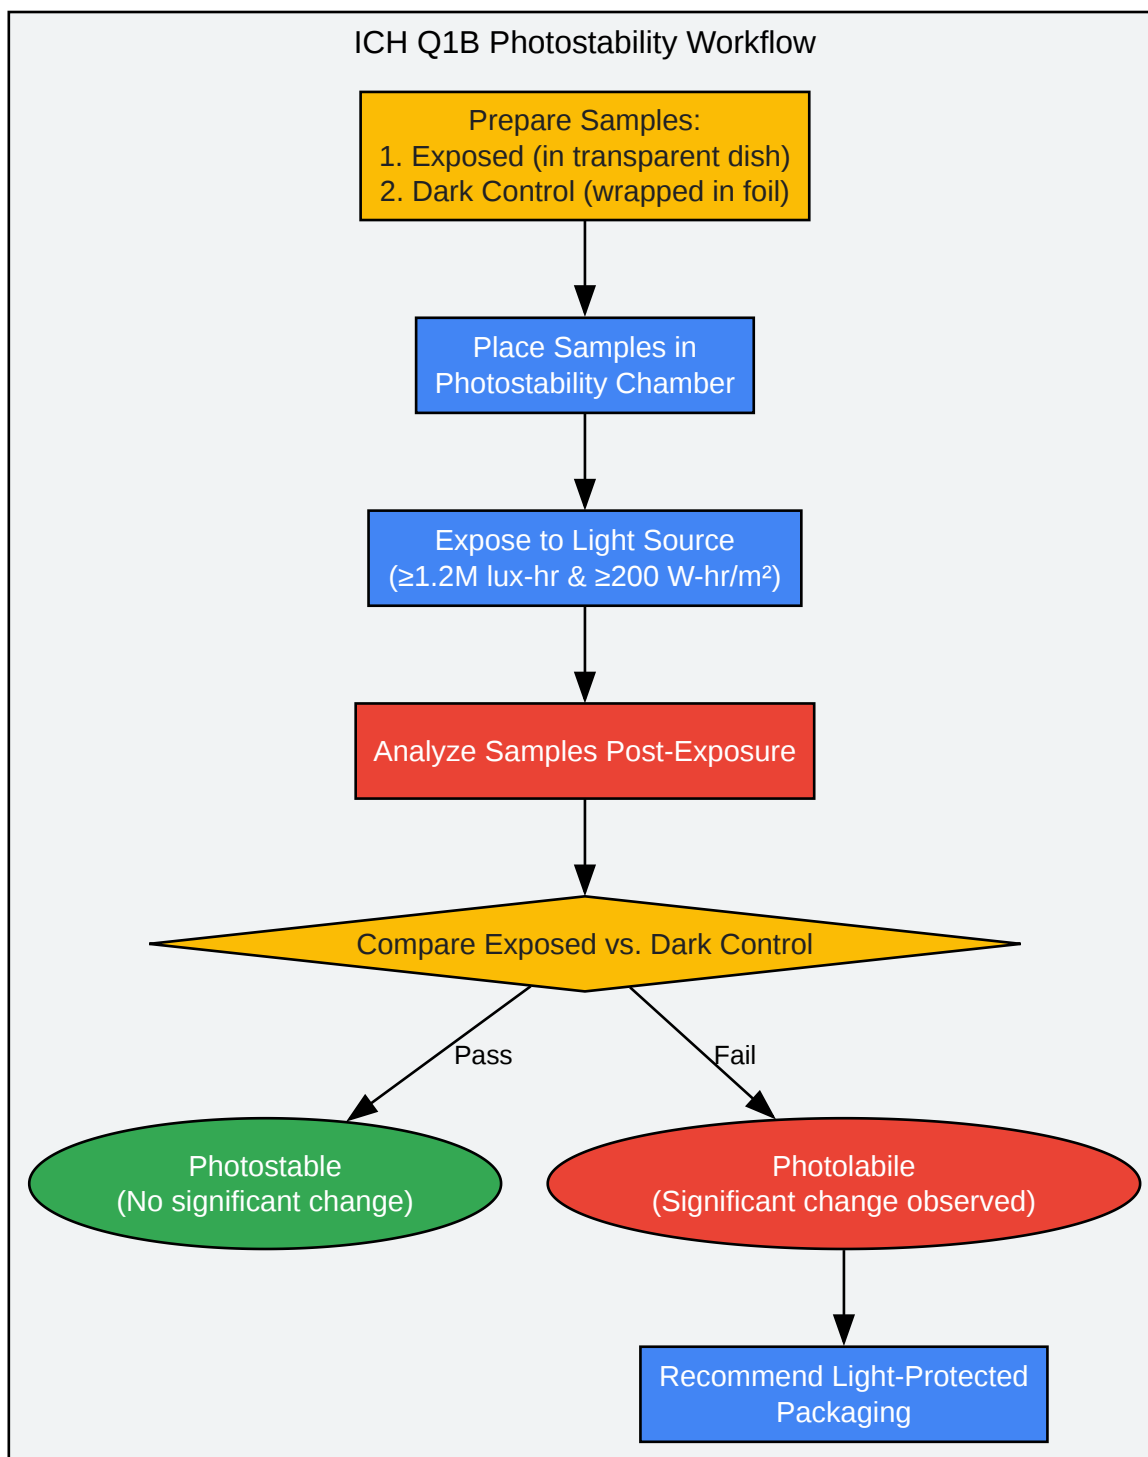 ICH Q1B Photostability Workflow
Prepare Samples:
1. Exposed (in transparent dish)
2. Dark Control (wrapped in foil)
Place Samples in
Photostability Chamber
Expose to Light Source
(≥1.2M lux-hr & ≥200 W-hr/m²)
Analyze Samples Post-Exposure
Compare Exposed vs. Dark Control
Pass
Fail
Photostable
(No significant change)
Photolabile
(Significant change observed)
Recommend Light-Protected
Packaging